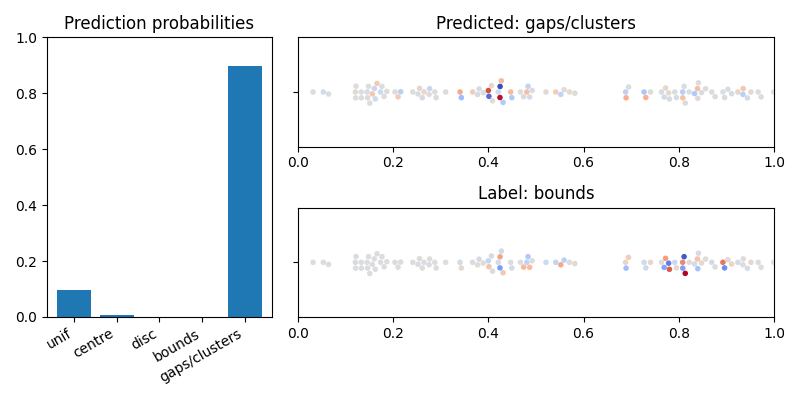 Prediction probabilities
1.0
0.8
0.6
0.4
0.2
0.0
unif
centre
disc
bounds
gaps/clusters
Predicted: gaps/clusters
0.0 0.2 0.4 0.6 0.8 1.0
Label: bounds
0.0 0.2 0.4 0.6 0.8 1.0